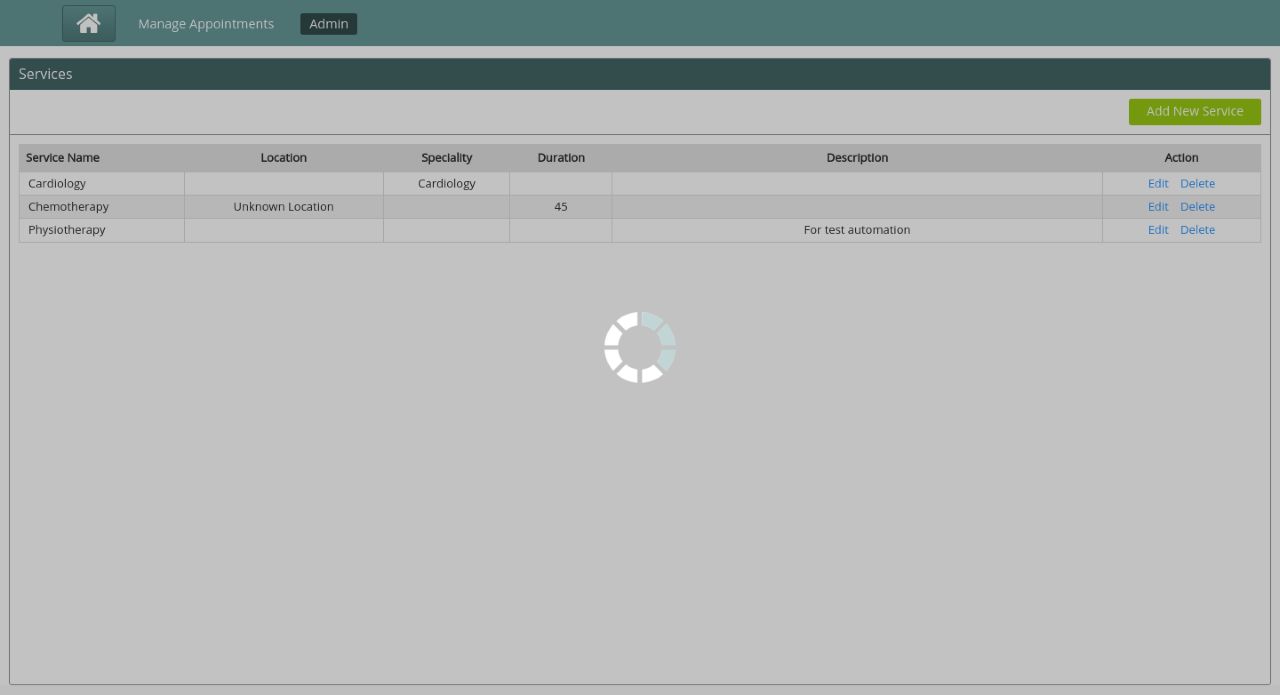 Manage Appointments Admin
Services
Add New Service
Service Name Location Speciality Duration Description Action
Cardiology Cardiology Edit Delete
Chemotherapy Unknown Location 45 Edit Delete
Physiotherapy For test automation Edit Delete